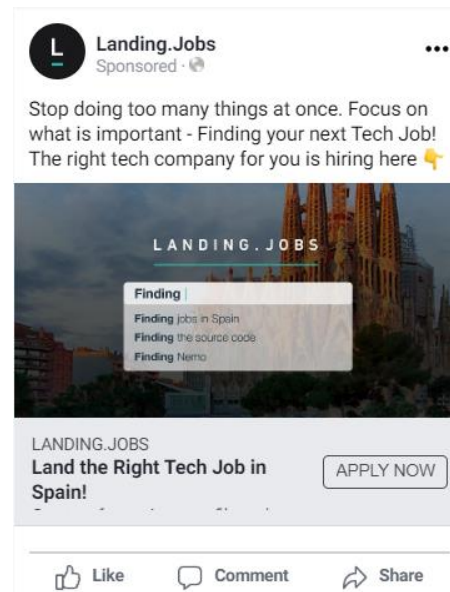 L
Landing.Jobs
Sponsored ·
Stop doing too many things at once. Focus on
what is important - Finding your next Tech Job!
The right tech company for you is hiring here 👇
LANDING.JOBS
Finding
Finding jobs in Spain
Finding the source code
Finding Nemo
LANDING.JOBS
Land the Right Tech Job in
Spain!
APPLY NOW
Like
Comment
Share